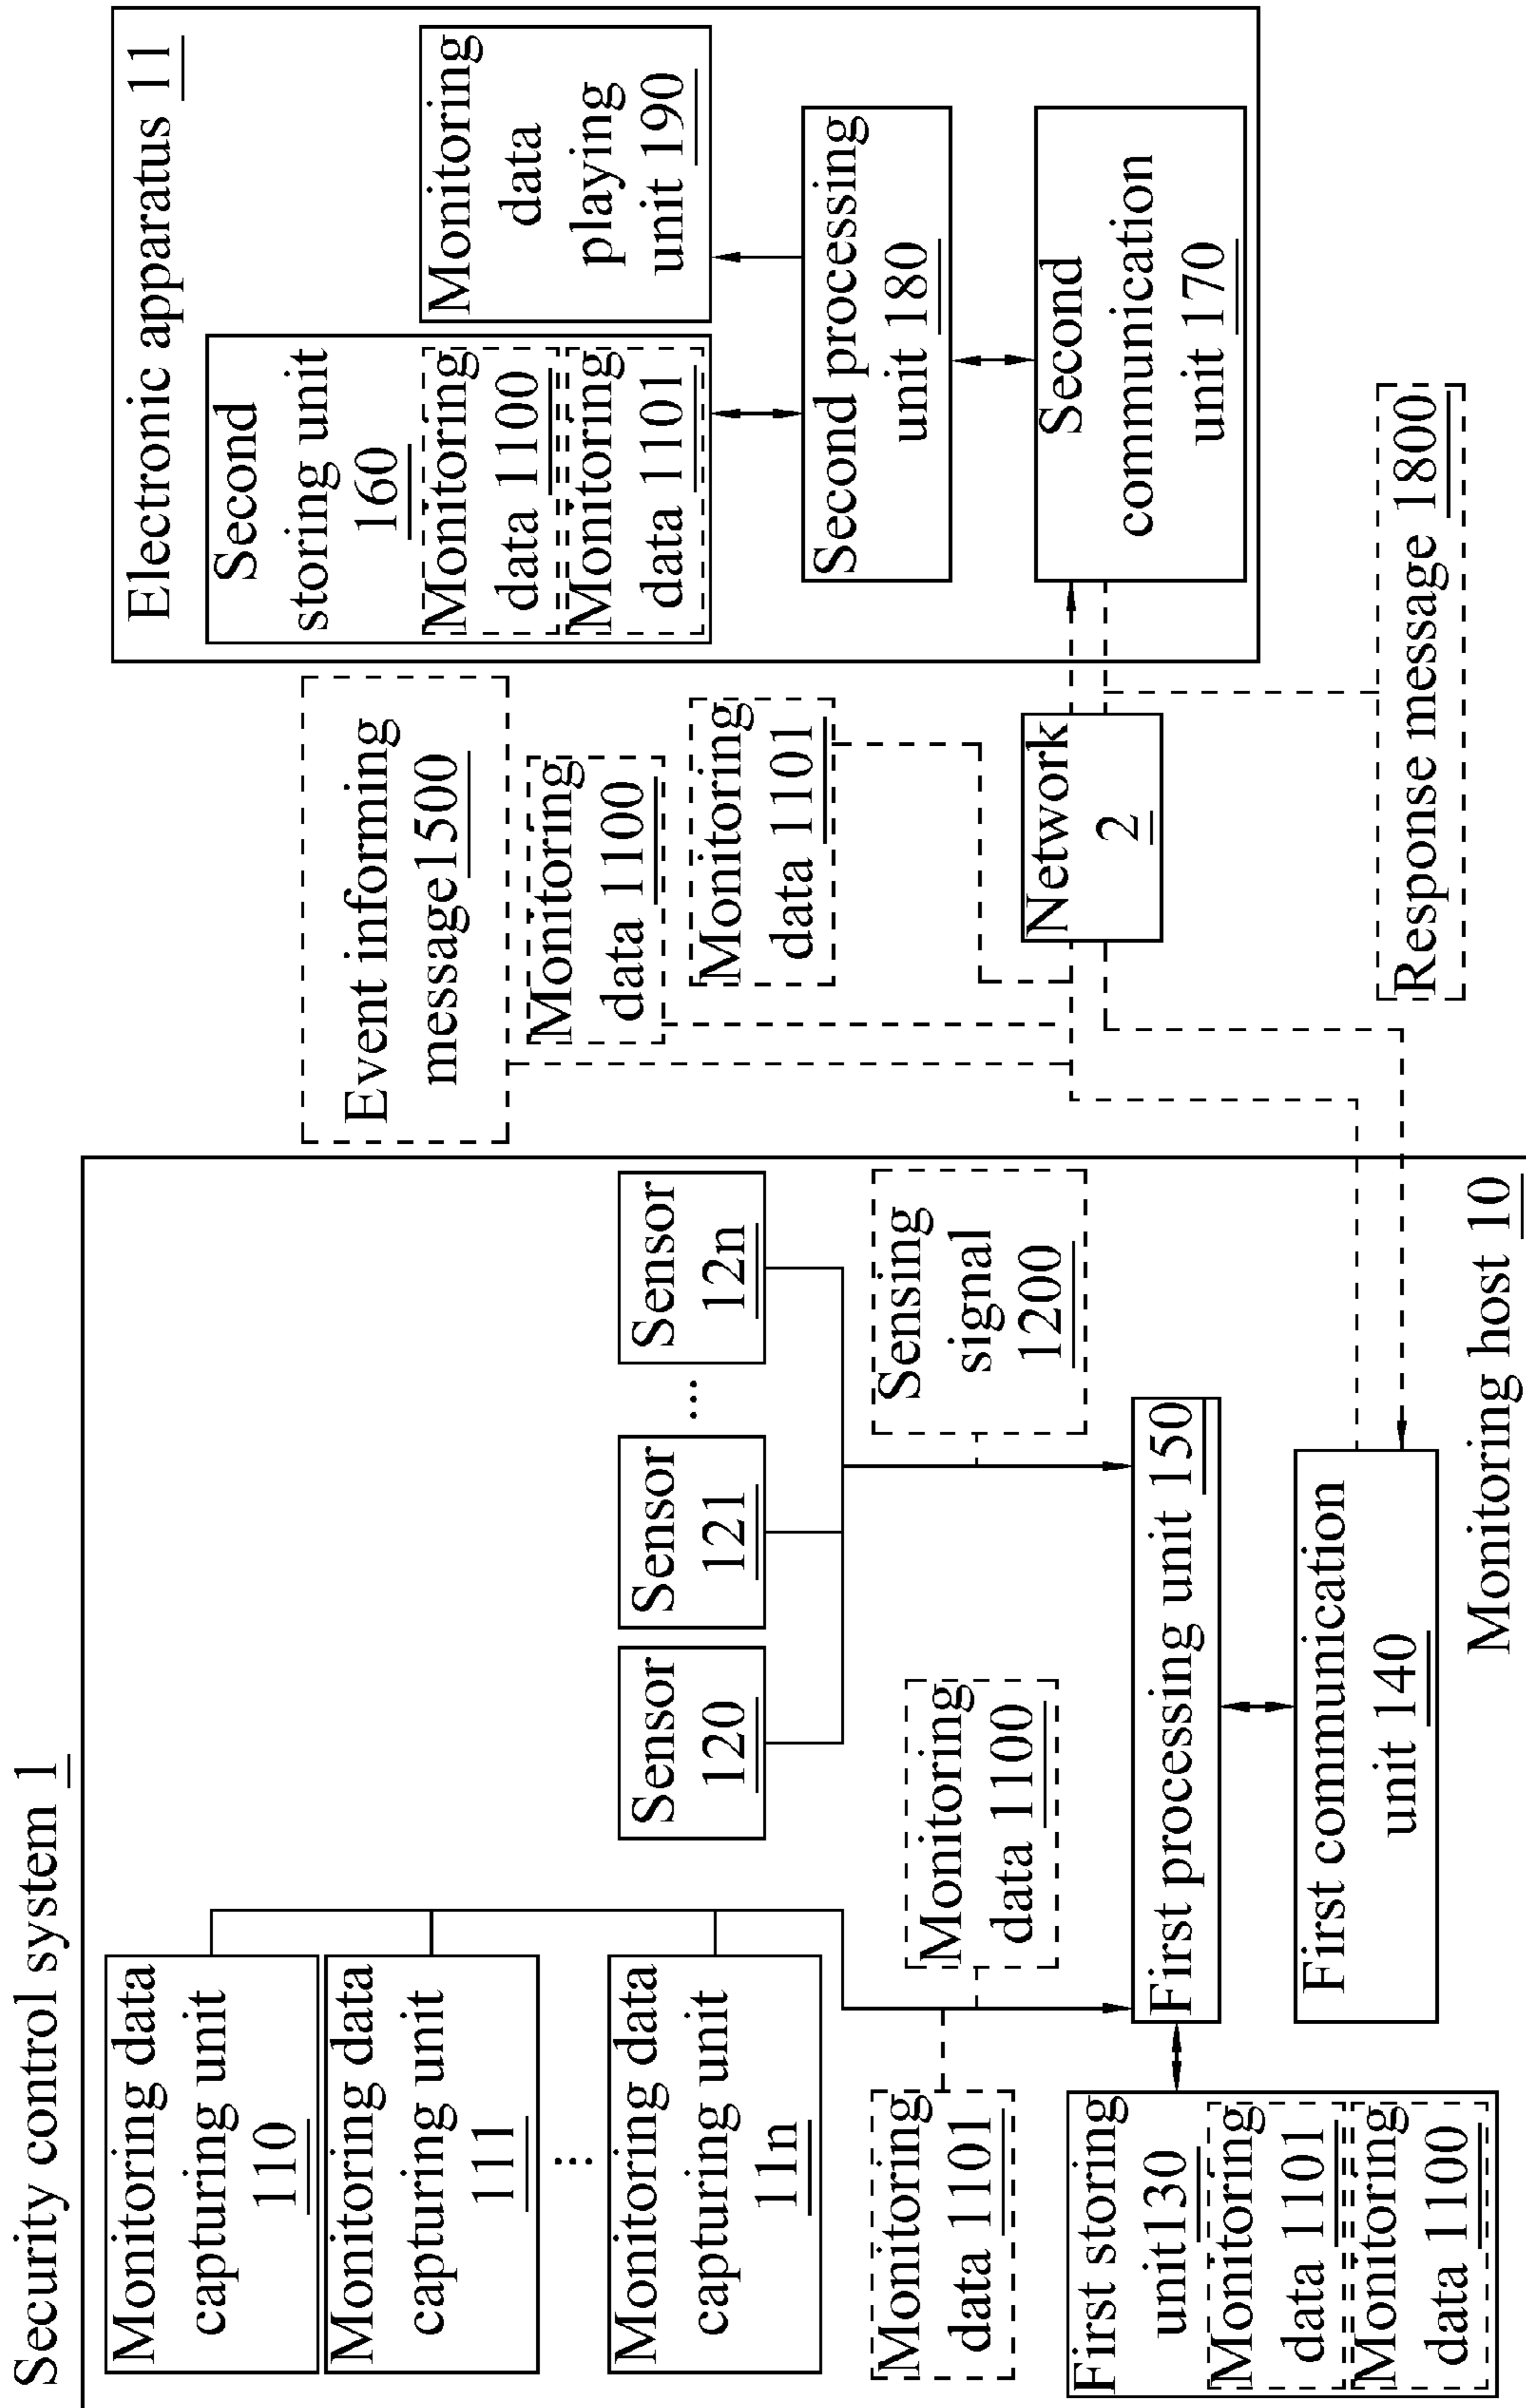 Security control system 1
Monitoring data
capturing unit
110
Monitoring data
capturing unit
111
...
Monitoring data
capturing unit
11n
Sensor
120
Sensor
121
...
Sensor
12n
Monitoring
data 1101
Monitoring
data 1100
Sensing
signal
1200
First storing
unit130
Monitoring
data 1101
Monitoring
data 1100
First processing unit 150
First communication
unit 140
Monitoring host 10
Event informing
message1500
Monitoring
data 1100
Monitoring
data 1101
Network
2
Response message 1800
Electronic apparatus 11
Second
storing unit
160
Monitoring
data 1100
Monitoring
data 1101
Monitoring
data
playing
unit 190
Second processing
unit 180
Second
communication
unit 170